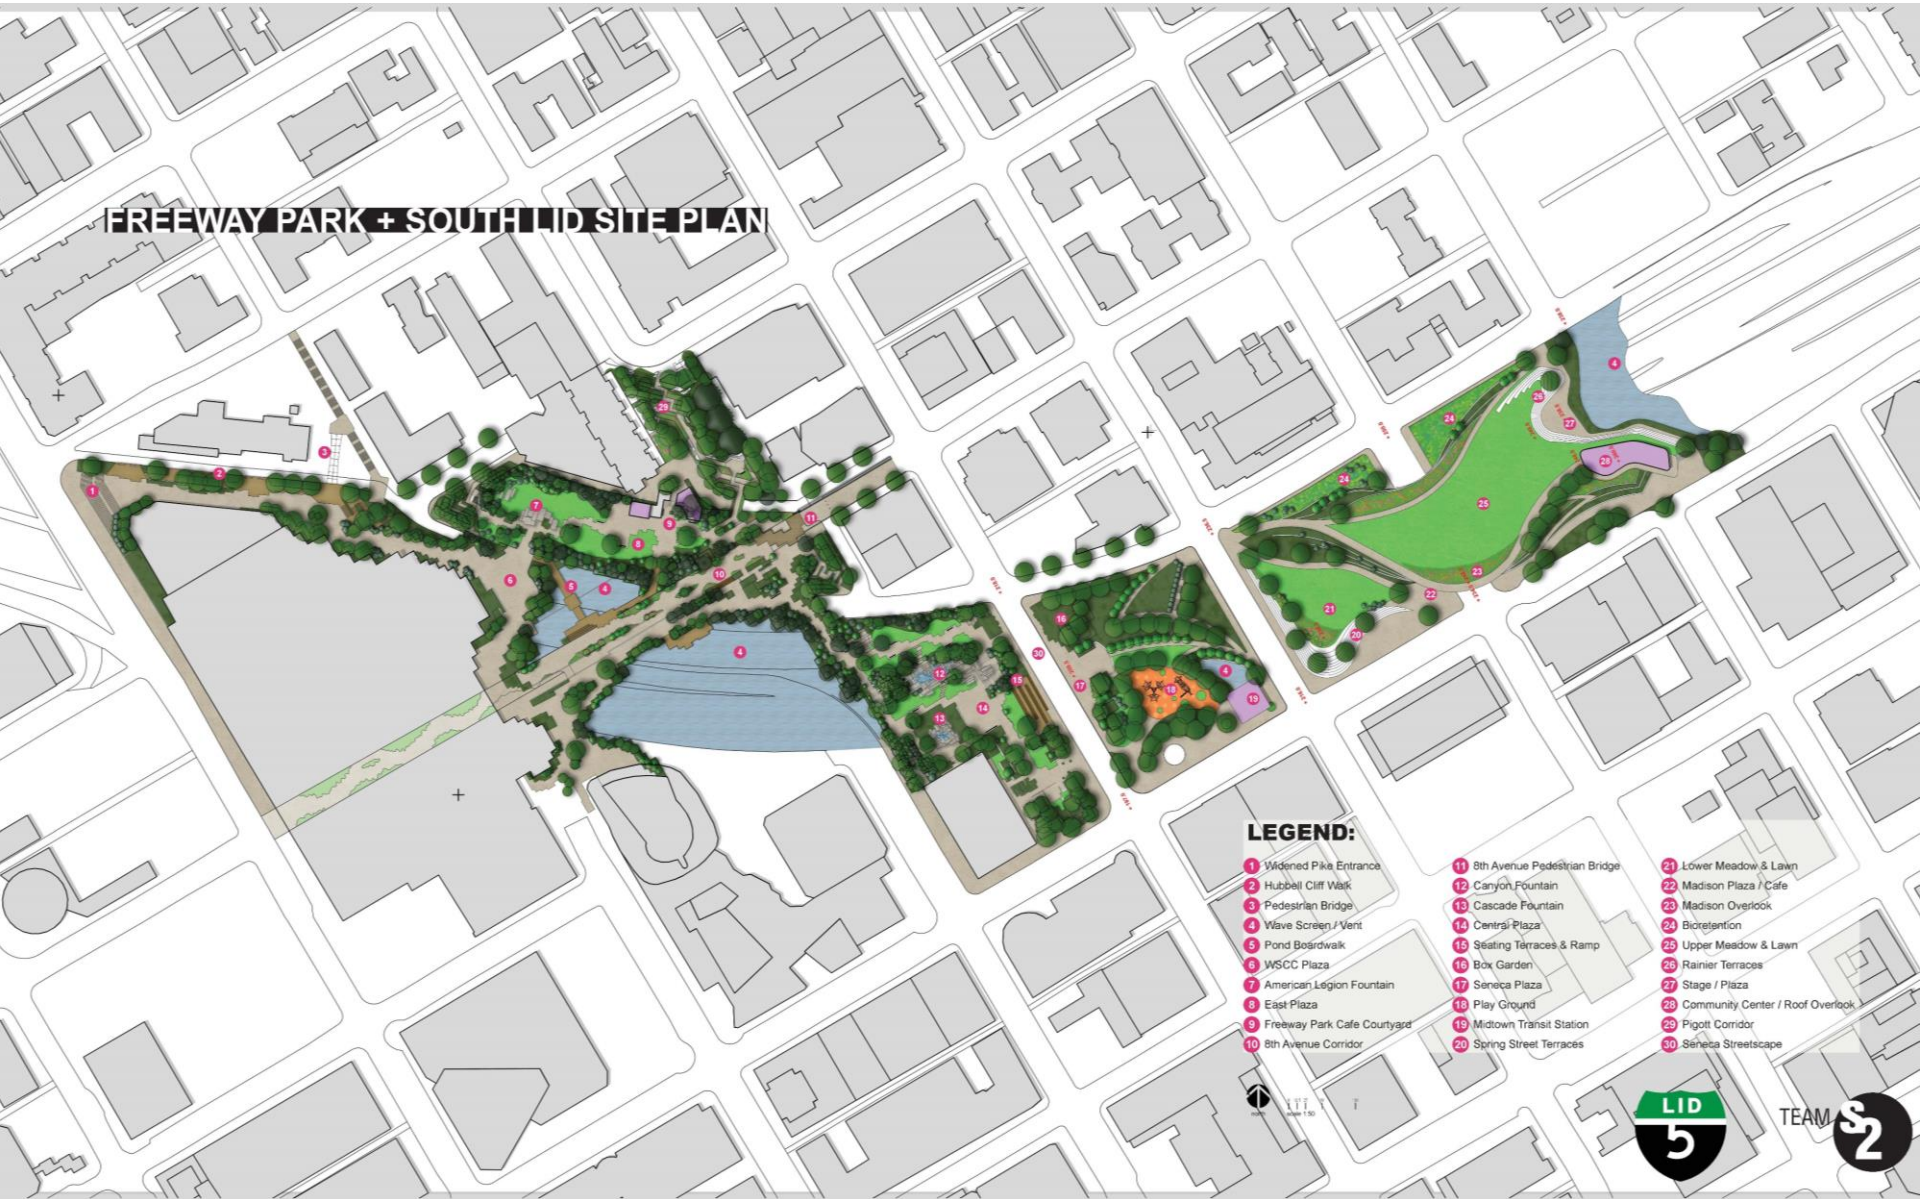 FREEWAY PARK + SOUTH LID SITE PLAN
LEGEND:
1 Widened Pike Entrance
2 Hubbell Cliff Walk
3 Pedestrian Bridge
4 Wave Screen / Vent
5 Pond Boardwalk
6 WSCC Plaza
7 American Legion Fountain
8 East Plaza
9 Freeway Park Cafe Courtyard
10 8th Avenue Corridor
11 8th Avenue Pedestrian Bridge
12 Canyon Fountain
13 Cascade Fountain
14 Central Plaza
15 Seating Terraces & Ramp
16 Box Garden
17 Seneca Plaza
18 Play Ground
19 Midtown Transit Station
20 Spring Street Terraces
21 Lower Meadow & Lawn
22 Madison Plaza / Cafe
23 Madison Overlook
24 Bioretention
25 Upper Meadow & Lawn
26 Rainier Terraces
27 Stage / Plaza
28 Community Center / Roof Overlook
29 Pigott Corridor
30 Seneca Streetscape
north
scale 1:50
LID
5
TEAM S2